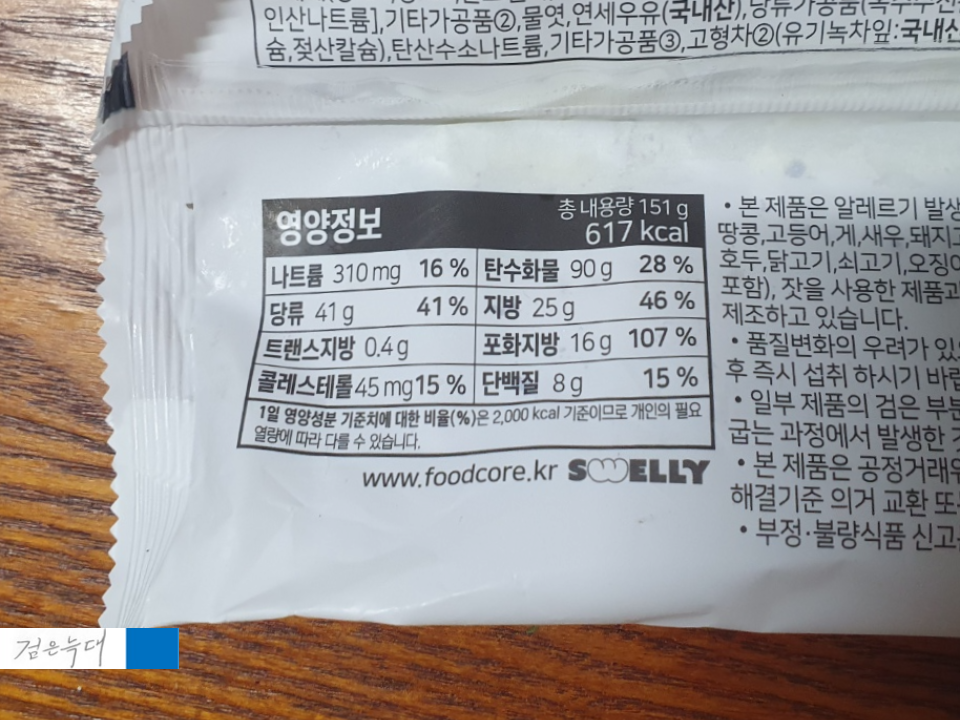 인산나트륨],기타가공품②,물엿,연세우유(국내산),당류가공품(
슘,젖산칼슘),탄산수소나트륨,기타가공품③,고형차②(유기녹차잎:국내산
영양정보
총 내용량 151 g
617 kcal
나트륨 310 mg 16 % 탄수화물 90 g 28 %
당류 41 g 41 % 지방 25 g 46 %
트랜스지방 0.4 g 포화지방 16 g 107 %
콜레스테롤 45 mg 15 % 단백질 8 g 15 %
1일 영양성분 기준치에 대한 비율(%)은 2,000 kcal 기준이므로 개인의 필요
열량에 따라 다를 수 있습니다.
www.foodcore.kr SWELLY
• 본 제품은 알레르기 발생
땅콩,고등어,게,새우,돼지고
호두,닭고기,쇠고기,오징어
포함), 잣을 사용한 제품과
제조하고 있습니다.
• 품질변화의 우려가 있으
후 즉시 섭취 하시기 바랍
• 일부 제품의 검은 부분
굽는 과정에서 발생한 것
• 본 제품은 공정거래위
해결기준 의거 교환 또는
• 부정·불량식품 신고는
검은늑대